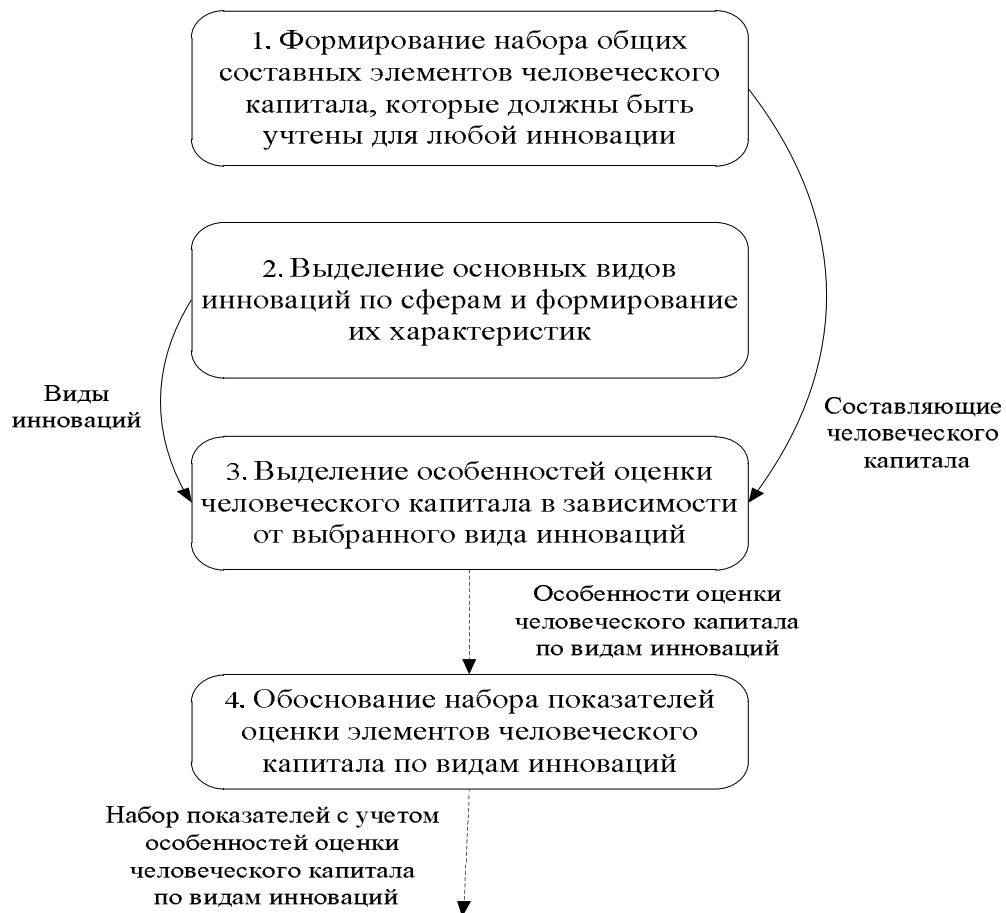 1. Формирование набора общих
составных элементов человеческого
капитала, которые должны быть
учтены для любой инновации
2. Выделение основных видов
инноваций по сферам и формирование
их характеристик
Виды
инноваций
Составляющие
человеческого
капитала
3. Выделение особенностей оценки
человеческого капитала в зависимости
от выбранного вида инноваций
Особенности оценки
человеческого капитала
по видам инноваций
4. Обоснование набора показателей
оценки элементов человеческого
капитала по видам инноваций
Набор показателей с учетом
особенностей оценки
человеческого капитала
по видам инноваций